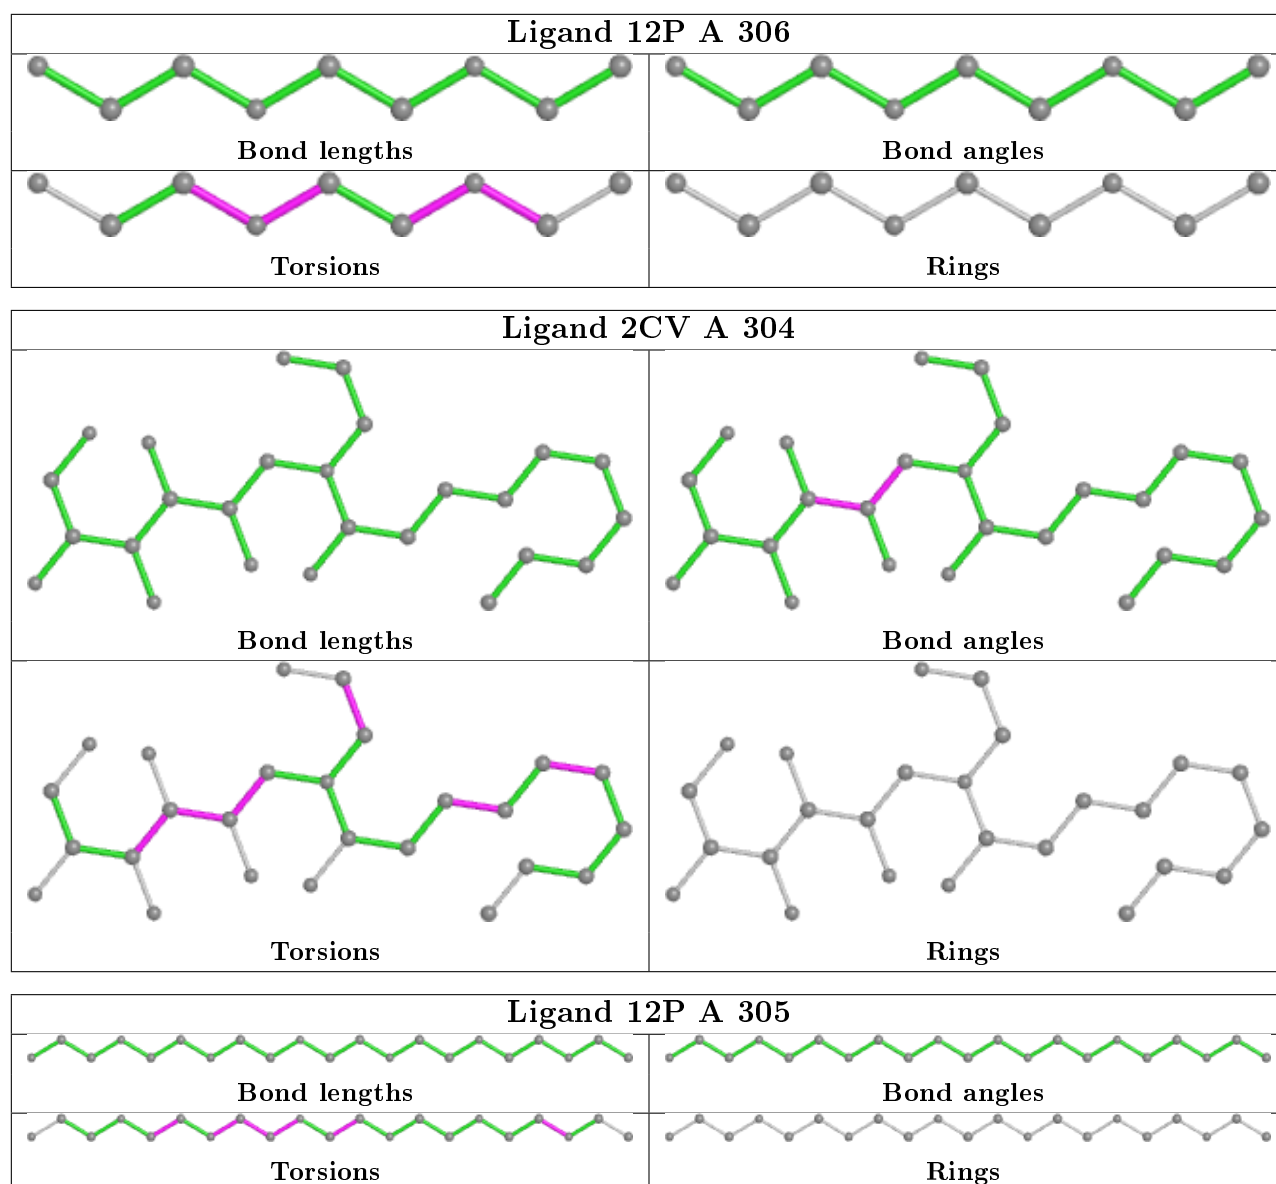 Ligand 12P A 306
Bond lengths Bond angles
Torsions Rings
Ligand 2CV A 304
Bond lengths Bond angles
Torsions Rings
Ligand 12P A 305
Bond lengths Bond angles
Torsions Rings